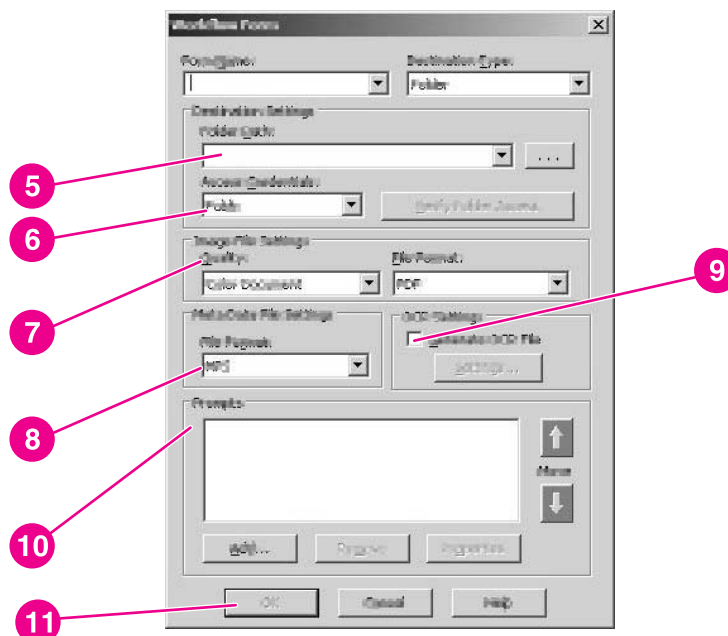 Workflow Form
Form Name:
Destination Type:
Folder
Destination Settings
Folder Path:
...
5
Access Credentials:
Public
Verify Folder Access
6
Image File Settings
Quality:
File Format:
9
Color Document
PDF
7
Meta-Data File Settings
OCR Settings
Generate OCR File
File Format:
Settings...
8
Prompts
Move
10
Add...
Remove
Properties
OK
Cancel
Help
11